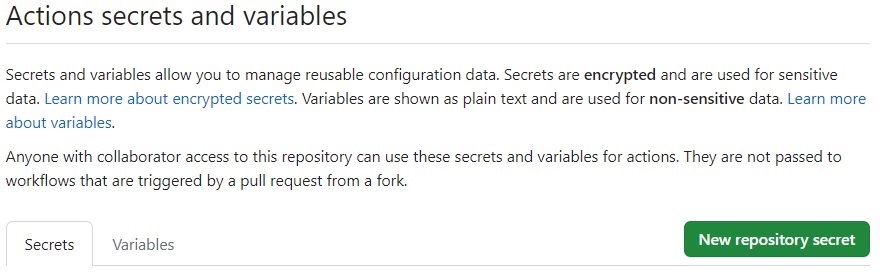 Actions secrets and variables
Secrets and variables allow you to manage reusable configuration data. Secrets are encrypted and are used for sensitive
data. Learn more about encrypted secrets. Variables are shown as plain text and are used for non-sensitive data. Learn more
about variables.
Anyone with collaborator access to this repository can use these secrets and variables for actions. They are not passed to
workflows that are triggered by a pull request from a fork.
Secrets Variables New repository secret